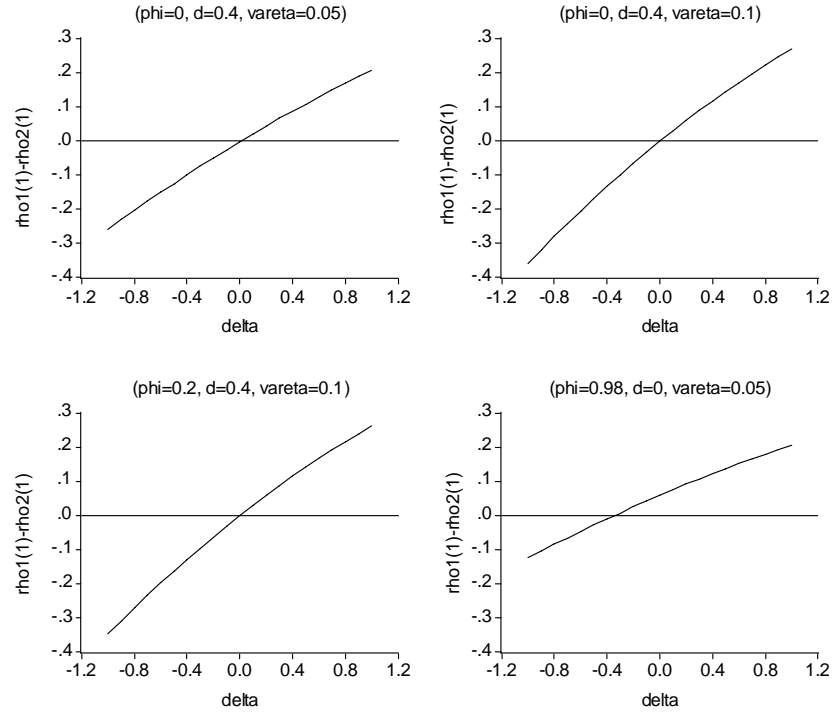 (phi=0, d=0.4, vareta=0.05)
.3
.2
.1
.0
-.1
-.2
-.3
-.4
rho1(1)-rho2(1)
-1.2 -0.8 -0.4 0.0 0.4 0.8 1.2
delta
(phi=0, d=0.4, vareta=0.1)
.3
.2
.1
.0
-.1
-.2
-.3
-.4
rho1(1)-rho2(1)
-1.2 -0.8 -0.4 0.0 0.4 0.8 1.2
delta
(phi=0.2, d=0.4, vareta=0.1)
.3
.2
.1
.0
-.1
-.2
-.3
-.4
rho1(1)-rho2(1)
-1.2 -0.8 -0.4 0.0 0.4 0.8 1.2
delta
(phi=0.98, d=0, vareta=0.05)
.3
.2
.1
.0
-.1
-.2
-.3
-.4
rho1(1)-rho2(1)
-1.2 -0.8 -0.4 0.0 0.4 0.8 1.2
delta